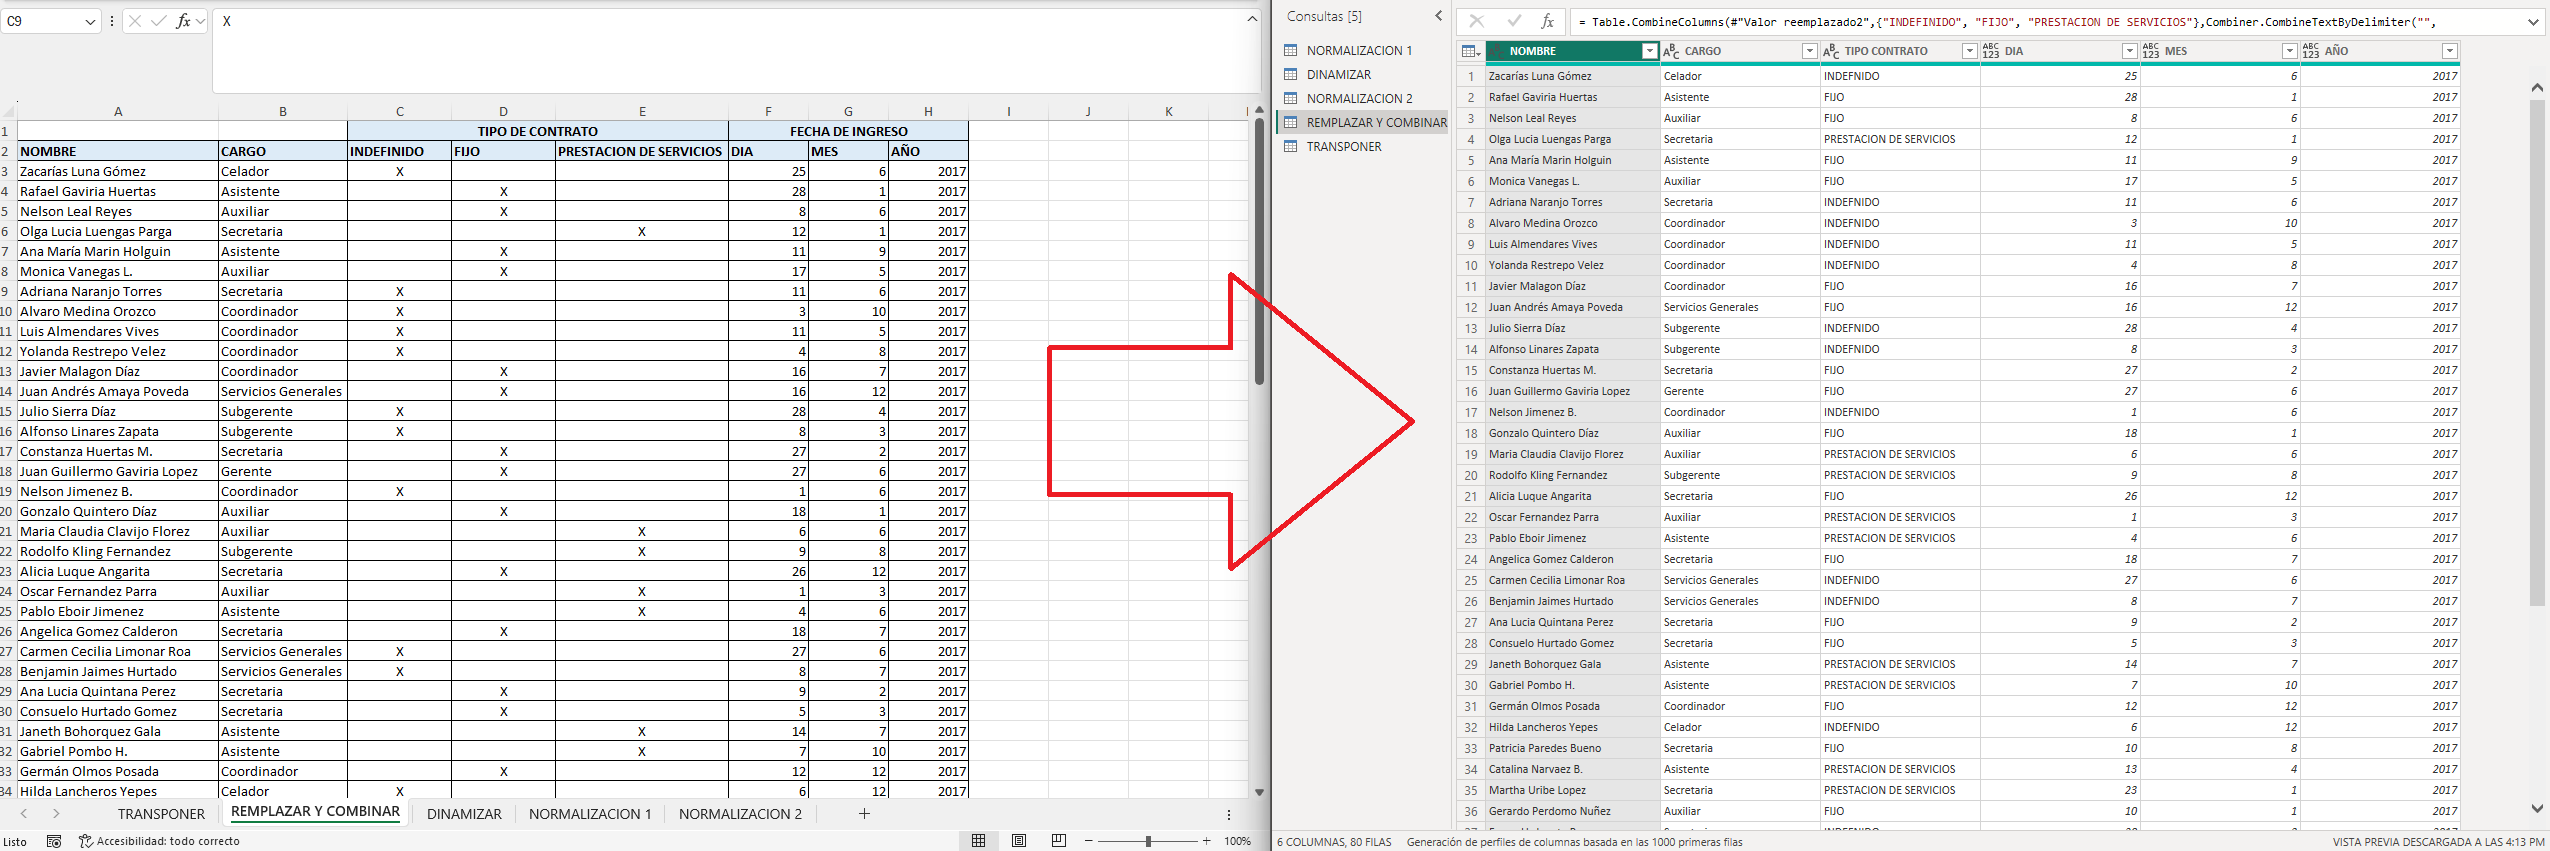 C9
fx
X
A B C D E F G H I J K
1 TIPO DE CONTRATO FECHA DE INGRESO
2 NOMBRE CARGO INDEFINIDO FIJO PRESTACION DE SERVICIOS DIA MES AÑO
3 Zacarías Luna Gómez Celador X 25 6 2017
4 Rafael Gaviria Huertas Asistente X 28 1 2017
5 Nelson Leal Reyes Auxiliar X 8 6 2017
6 Olga Lucia Luengas Parga Secretaria X 12 1 2017
7 Ana María Marin Holguin Asistente X 11 9 2017
8 Monica Vanegas L. Auxiliar X 17 5 2017
9 Adriana Naranjo Torres Secretaria X 11 6 2017
10 Alvaro Medina Orozco Coordinador X 3 10 2017
11 Luis Almendares Vives Coordinador X 11 5 2017
12 Yolanda Restrepo Velez Coordinador X 4 8 2017
13 Javier Malagon Díaz Coordinador X 16 7 2017
14 Juan Andrés Amaya Poveda Servicios Generales X 16 12 2017
15 Julio Sierra Díaz Subgerente X 28 4 2017
16 Alfonso Linares Zapata Subgerente X 8 3 2017
17 Constanza Huertas M. Secretaria X 27 2 2017
18 Juan Guillermo Gaviria Lopez Gerente X 27 6 2017
19 Nelson Jimenez B. Coordinador X 1 6 2017
20 Gonzalo Quintero Díaz Auxiliar X 18 1 2017
21 Maria Claudia Clavijo Florez Auxiliar X 6 6 2017
22 Rodolfo Kling Fernandez Subgerente X 9 8 2017
23 Alicia Luque Angarita Secretaria X 26 12 2017
24 Oscar Fernandez Parra Auxiliar X 1 3 2017
25 Pablo Eboir Jimenez Asistente X 4 6 2017
26 Angelica Gomez Calderon Secretaria X 18 7 2017
27 Carmen Cecilia Limonar Roa Servicios Generales X 27 6 2017
28 Benjamin Jaimes Hurtado Servicios Generales X 8 7 2017
29 Ana Lucia Quintana Perez Secretaria X 9 2 2017
30 Consuelo Hurtado Gomez Secretaria X 5 3 2017
31 Janeth Bohorquez Gala Asistente X 14 7 2017
32 Gabriel Pombo H. Asistente X 7 10 2017
33 Germán Olmos Posada Coordinador X 12 12 2017
34 Hilda Lancheros Yepes Celador X 6 12 2017
TRANSPONER REMPLAZAR Y COMBINAR DINAMIZAR NORMALIZACION 1 NORMALIZACION 2
Listo Accesibilidad: todo correcto 100%
Consultas [5]
NORMALIZACION 1
DINAMIZAR
NORMALIZACION 2
REMPLAZAR Y COMBINAR
TRANSPONER
fx = Table.CombineColumns(#"Valor reemplazado2",{"INDEFINIDO", "FIJO", "PRESTACION DE SERVICIOS"},Combiner.CombineTextByDelimiter("",
NOMBRE ABC CARGO ABC TIPO CONTRATO ABC 123 DIA ABC 123 MES ABC 123 AÑO
1 Zacarías Luna Gómez Celador INDEFNIDO 25 6 2017
2 Rafael Gaviria Huertas Asistente FIJO 28 1 2017
3 Nelson Leal Reyes Auxiliar FIJO 8 6 2017
4 Olga Lucia Luengas Parga Secretaria PRESTACION DE SERVICIOS 12 1 2017
5 Ana María Marin Holguin Asistente FIJO 11 9 2017
6 Monica Vanegas L. Auxiliar FIJO 17 5 2017
7 Adriana Naranjo Torres Secretaria INDEFNIDO 11 6 2017
8 Alvaro Medina Orozco Coordinador INDEFNIDO 3 10 2017
9 Luis Almendares Vives Coordinador INDEFNIDO 11 5 2017
10 Yolanda Restrepo Velez Coordinador INDEFNIDO 4 8 2017
11 Javier Malagon Díaz Coordinador FIJO 16 7 2017
12 Juan Andrés Amaya Poveda Servicios Generales FIJO 16 12 2017
13 Julio Sierra Díaz Subgerente INDEFNIDO 28 4 2017
14 Alfonso Linares Zapata Subgerente INDEFNIDO 8 3 2017
15 Constanza Huertas M. Secretaria FIJO 27 2 2017
16 Juan Guillermo Gaviria Lopez Gerente FIJO 27 6 2017
17 Nelson Jimenez B. Coordinador INDEFNIDO 1 6 2017
18 Gonzalo Quintero Díaz Auxiliar FIJO 18 1 2017
19 Maria Claudia Clavijo Florez Auxiliar PRESTACION DE SERVICIOS 6 6 2017
20 Rodolfo Kling Fernandez Subgerente PRESTACION DE SERVICIOS 9 8 2017
21 Alicia Luque Angarita Secretaria FIJO 26 12 2017
22 Oscar Fernandez Parra Auxiliar PRESTACION DE SERVICIOS 1 3 2017
23 Pablo Eboir Jimenez Asistente PRESTACION DE SERVICIOS 4 6 2017
24 Angelica Gomez Calderon Secretaria FIJO 18 7 2017
25 Carmen Cecilia Limonar Roa Servicios Generales INDEFNIDO 27 6 2017
26 Benjamin Jaimes Hurtado Servicios Generales INDEFNIDO 8 7 2017
27 Ana Lucia Quintana Perez Secretaria FIJO 9 2 2017
28 Consuelo Hurtado Gomez Secretaria FIJO 5 3 2017
29 Janeth Bohorquez Gala Asistente PRESTACION DE SERVICIOS 14 7 2017
30 Gabriel Pombo H. Asistente PRESTACION DE SERVICIOS 7 10 2017
31 Germán Olmos Posada Coordinador FIJO 12 12 2017
32 Hilda Lancheros Yepes Celador INDEFNIDO 6 12 2017
33 Patricia Paredes Bueno Secretaria FIJO 10 8 2017
34 Catalina Narvaez B. Asistente PRESTACION DE SERVICIOS 13 4 2017
35 Martha Uribe Lopez Secretaria PRESTACION DE SERVICIOS 23 1 2017
36 Gerardo Perdomo Nuñez Auxiliar FIJO 10 1 2017
6 COLUMNAS, 80 FILAS Generación de perfiles de columnas basada en las 1000 primeras filas VISTA PREVIA DESCARGADA A LAS 4:13 PM